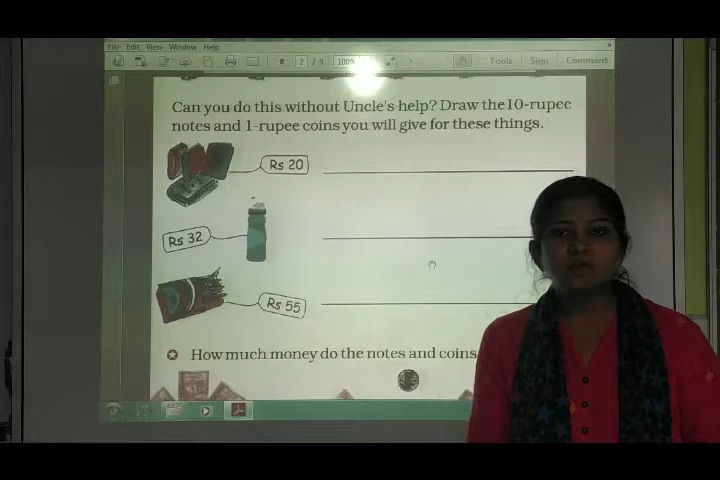 File Edit View Window Help
2 / 9 100% Tools Sign Comment
Can you do this without Uncle's help? Draw the 10-rupee
notes and 1-rupee coins you will give for these things.
Rs 20
Rs 32
Rs 55
How much money do the notes and coins